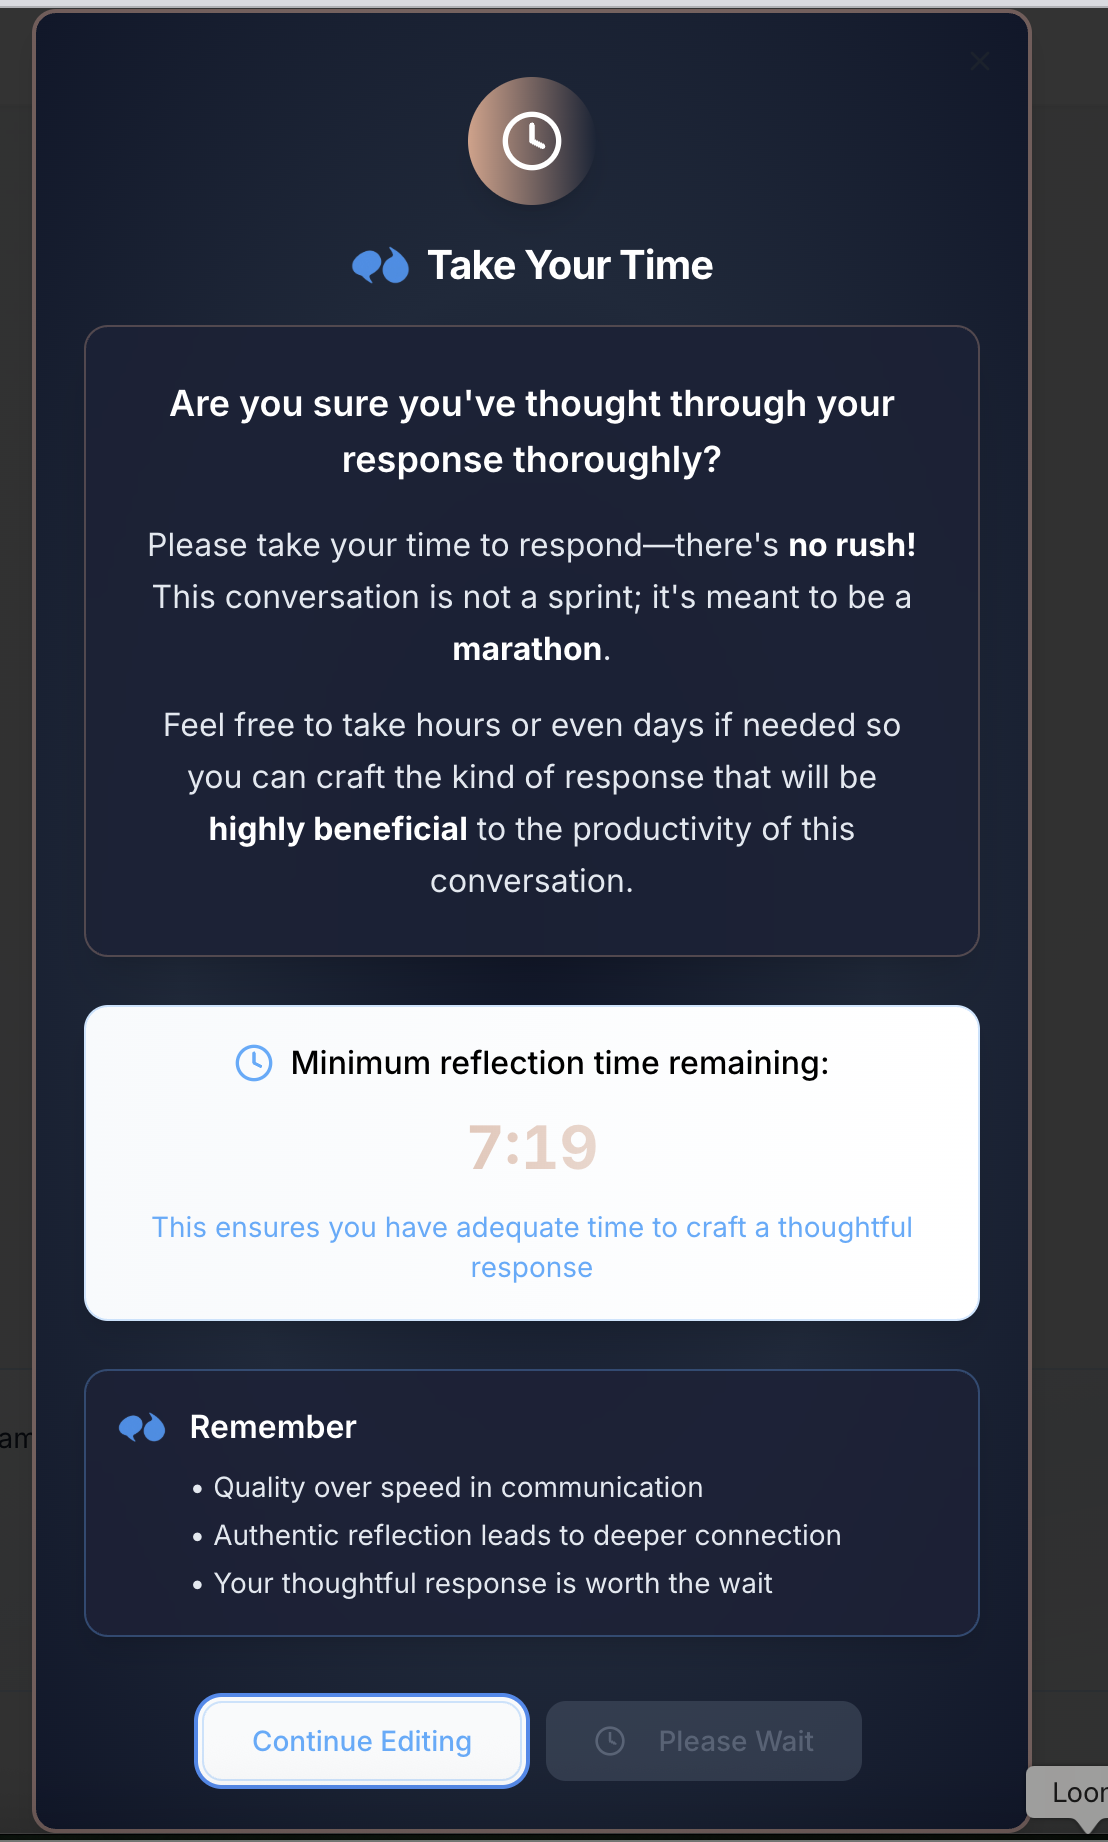 Take Your Time
Are you sure you've thought through your
response thoroughly?
Please take your time to respond—there's no rush!
This conversation is not a sprint; it's meant to be a
marathon.
Feel free to take hours or even days if needed so
you can craft the kind of response that will be
highly beneficial to the productivity of this
conversation.
Minimum reflection time remaining:
7:19
This ensures you have adequate time to craft a thoughtful
response
Remember
• Quality over speed in communication
• Authentic reflection leads to deeper connection
• Your thoughtful response is worth the wait
Continue Editing
Please Wait